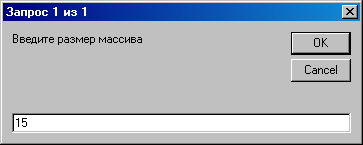 Запрос 1 из 1
Введите размер массива
OK
Cancel
15